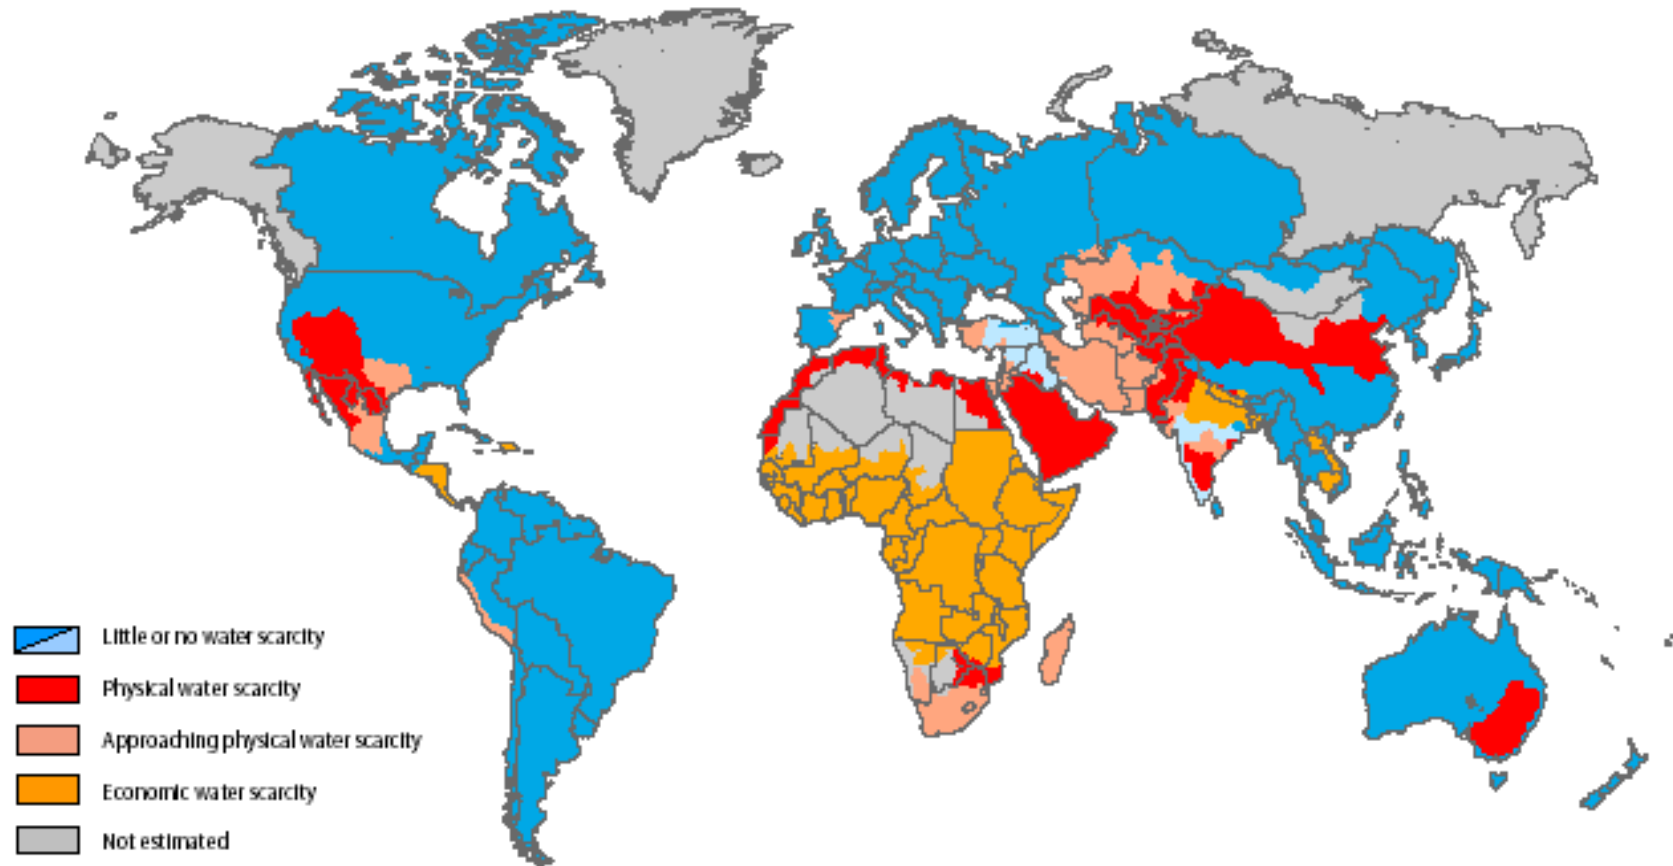 Little or no water scarcity
Physical water scarcity
Approaching physical water scarcity
Economic water scarcity
Not estimated